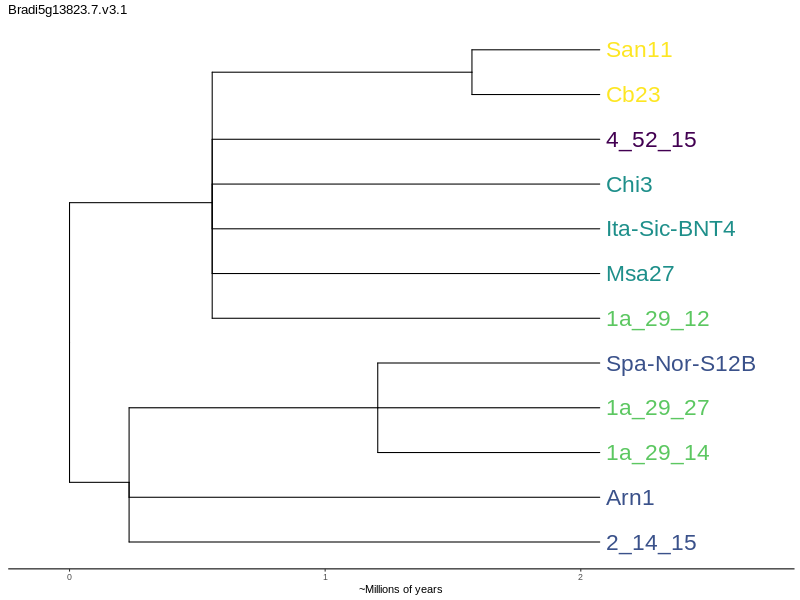 Bradi5g13823.7.v3.1
San11
Cb23
4_52_15
Chi3
Ita-Sic-BNT4
Msa27
1a_29_12
Spa-Nor-S12B
1a_29_27
1a_29_14
Arn1
2_14_15
0 1 2
~Millions of years